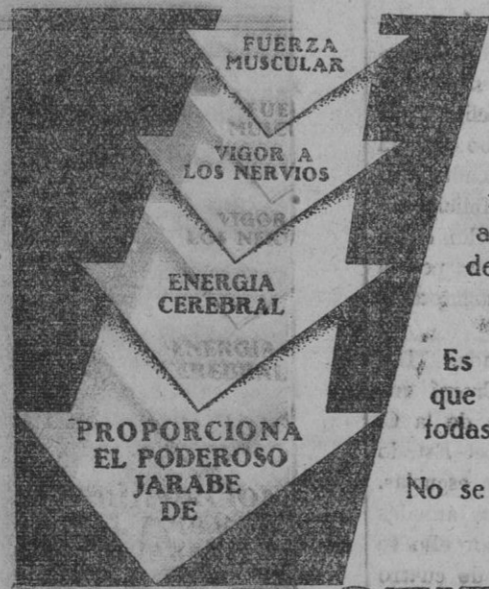 FUERZA
MUSCULAR
VIGOR A
LOS NERVIOS
ENERGIA
CEREBRAL
PROPORCIONA
EL PODEROSO
JARABE
DE
a
de
Es
que
todas
No se